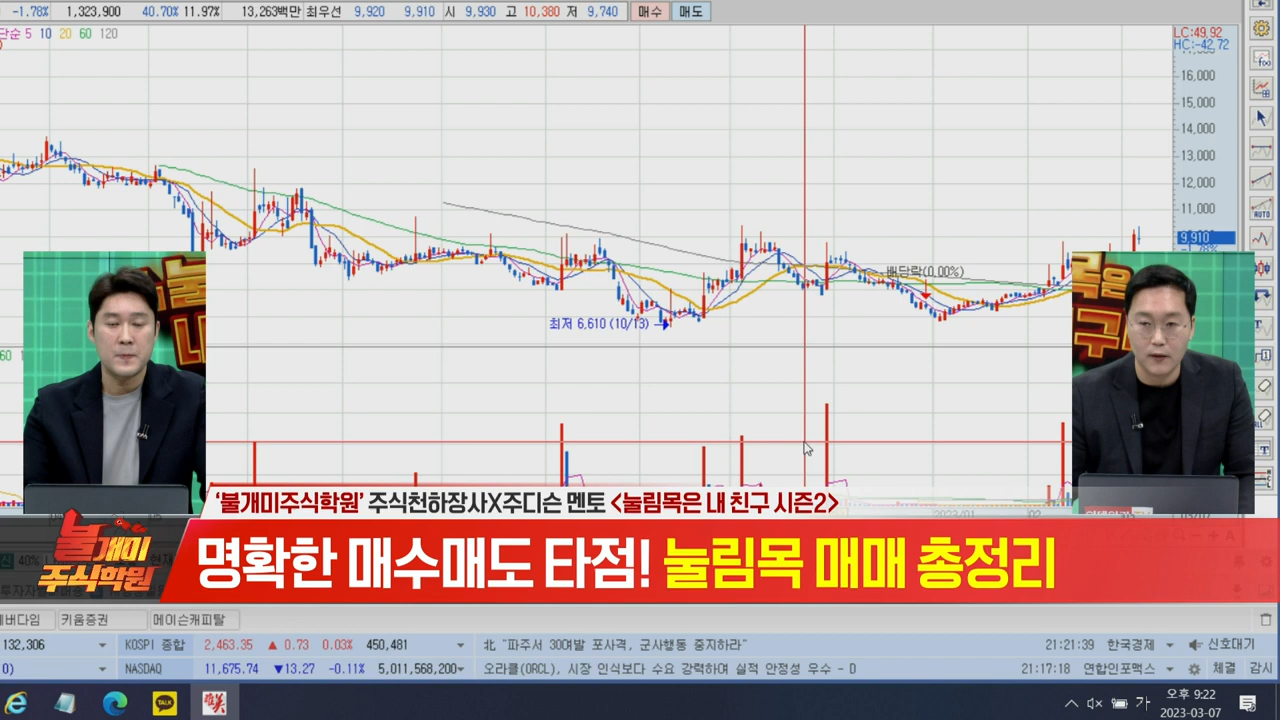 -1.78% 1,323,900 40.70% 11.97% 13,263백만 최우선 9,920 9,910 시 9,930 고 10,380 저 9,740 매수 매도
단순 5 10 20 60 120
LC:49.92
HC:-42.72
16,000
15,000
14,000
13,000
12,000
11,000
9,910
배당락(0.00%)
최저 6,610 (10/13)
60
'불개미주식학원' 주식천하장사X주디슨 멘토 <눌림목은 내 친구 시즌2>
불개미
주식학원
명확한 매수매도 타점! 눌림목 매매 총정리
키움증권 메이슨캐피탈
132,306 KOSPI 종합 2,463.35 ▲ 0.73 0.03% 450,481 北 "파주서 30여발 포사격, 군사행동 중지하라" 21:21:39 한국경제 신호대기
0) NASDAQ 11,675.74 ▼13.27 -0.11% 5,011,568,200 오라클(ORCL), 시장 인식보다 수요 강력하며 실적 안정성 우수 - D 21:17:18 연합인포맥스 체결 감시
TALK
가 오후 9:22
2023-03-07